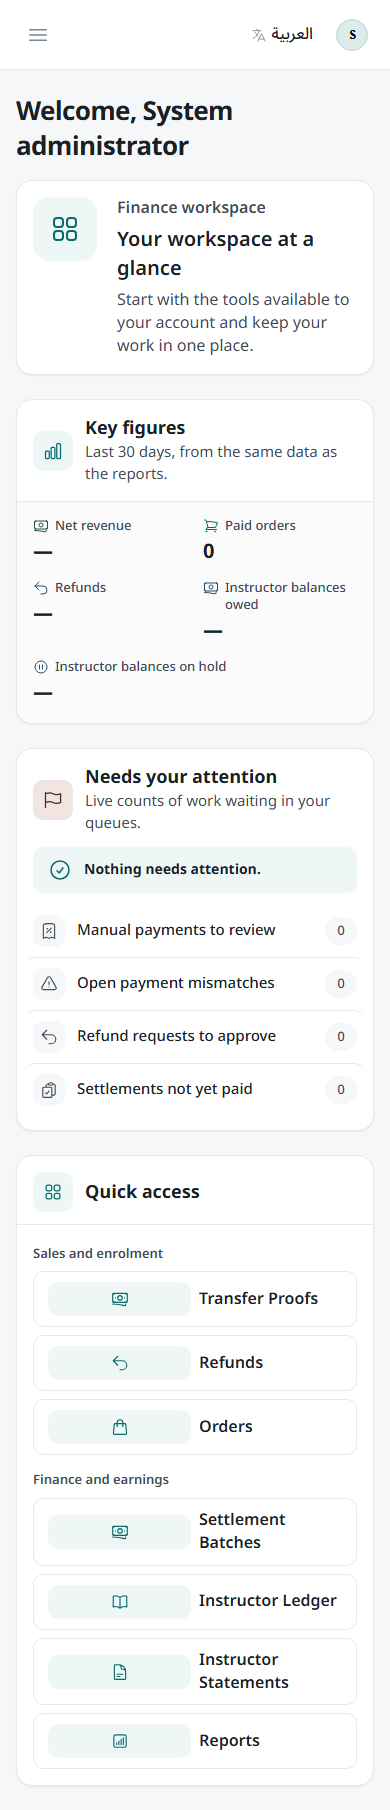 العربية
S
Welcome, System
administrator
Finance workspace
Your workspace at a
glance
Start with the tools available to
your account and keep your
work in one place.
Key figures
Last 30 days, from the same data as
the reports.
Net revenue
—
Paid orders
0
Refunds
—
Instructor balances
owed
—
Instructor balances on hold
—
Needs your attention
Live counts of work waiting in your
queues.
Nothing needs attention.
Manual payments to review 0
Open payment mismatches 0
Refund requests to approve 0
Settlements not yet paid 0
Quick access
Sales and enrolment
Transfer Proofs
Refunds
Orders
Finance and earnings
Settlement
Batches
Instructor Ledger
Instructor
Statements
Reports